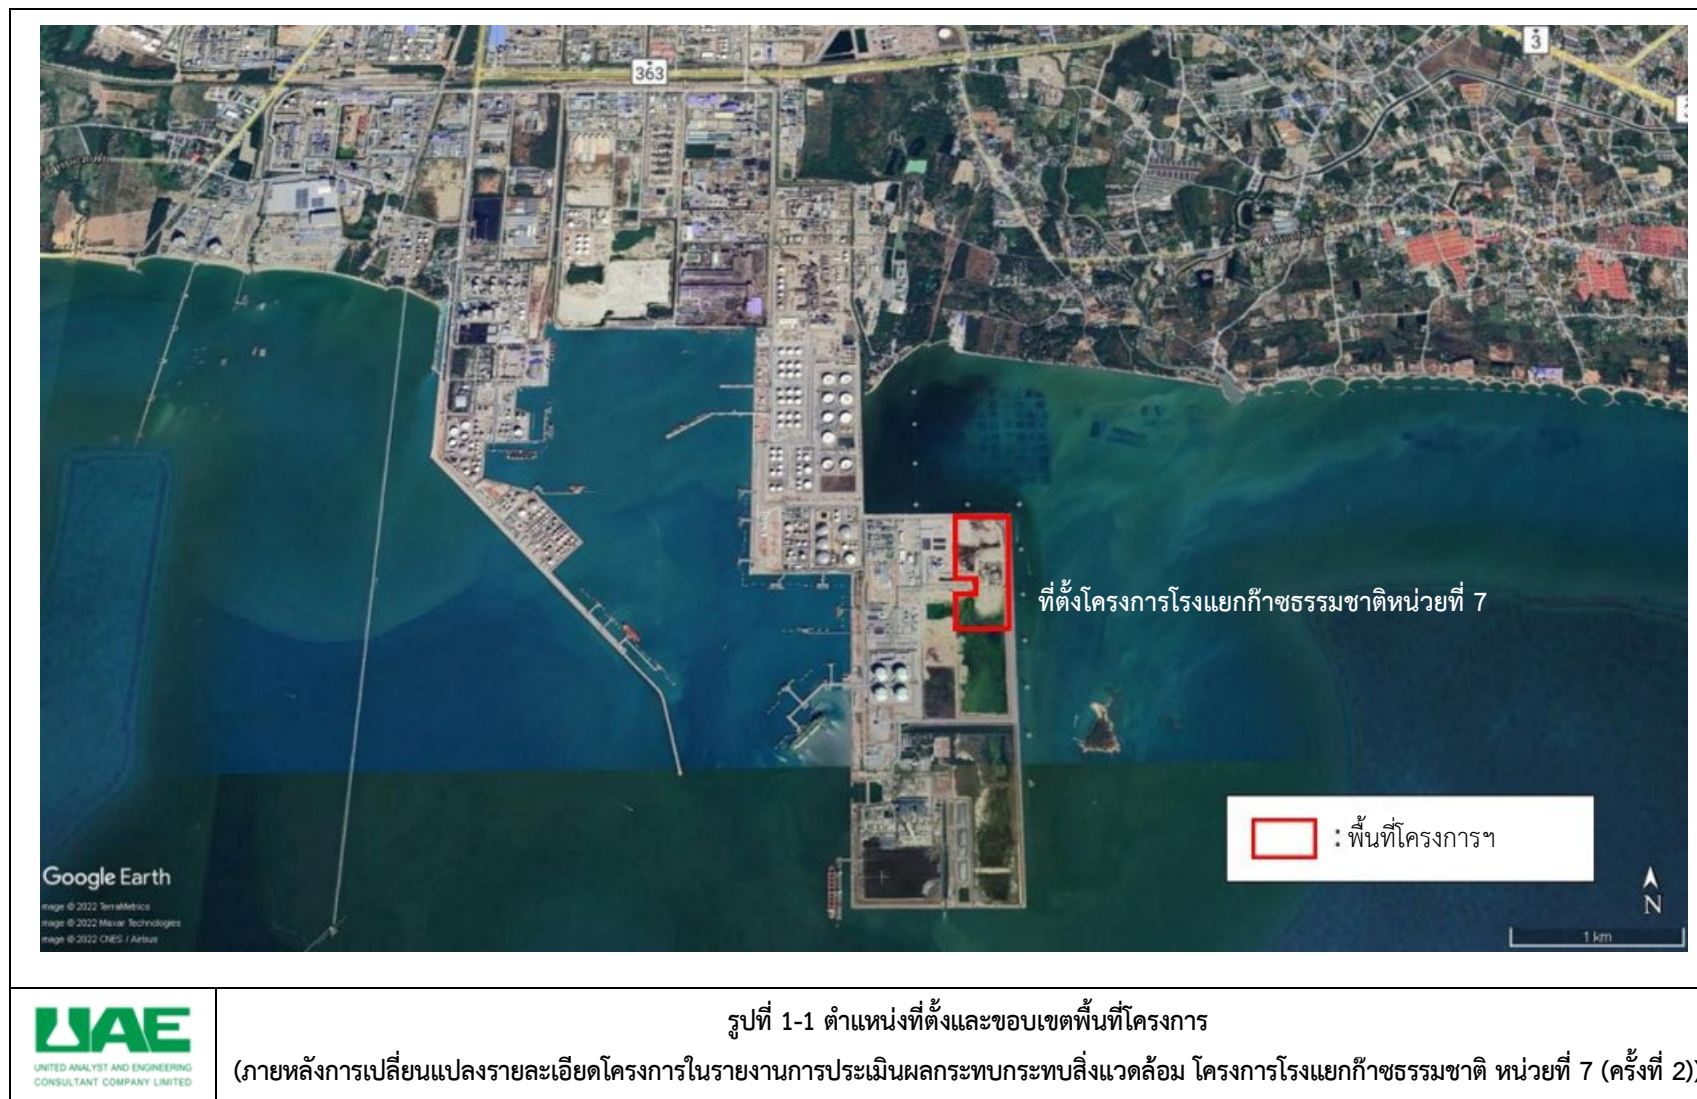 363
3
ที่ตั้งโครงการโรงแยกก๊าซธรรมชาติหน่วยที่ 7
: พื้นที่โครงการฯ
Google Earth
mage © 2022 TerraMetrics
mage © 2022 Maxar Technologies
mage © 2022 CNES / Airbus
N
1 km
UAE
UNITED ANALYST AND ENGINEERING
CONSULTANT COMPANY LIMITED
รูปที่ 1-1 ตำแหน่งที่ตั้งและขอบเขตพื้นที่โครงการ
(ภายหลังการเปลี่ยนแปลงรายละเอียดโครงการในรายงานการประเมินผลกระทบกระทบสิ่งแวดล้อม โครงการโรงแยกก๊าซธรรมชาติ หน่วยที่ 7 (ครั้งที่ 2))